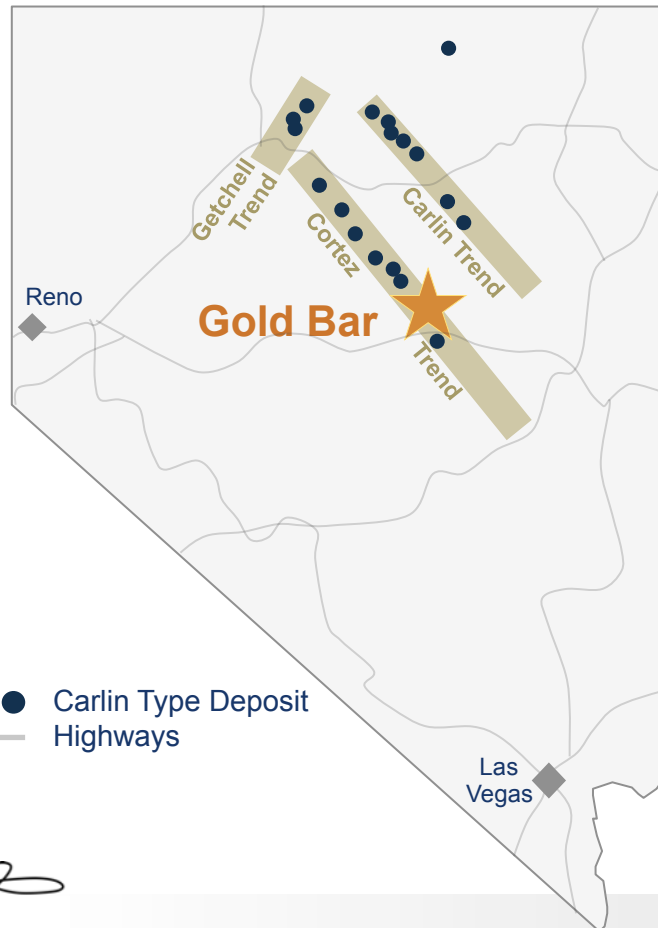 Getchell
Trend
Carlin Trend
Cortez
Trend
Reno
Gold Bar
Carlin Type Deposit
Highways
Las
Vegas